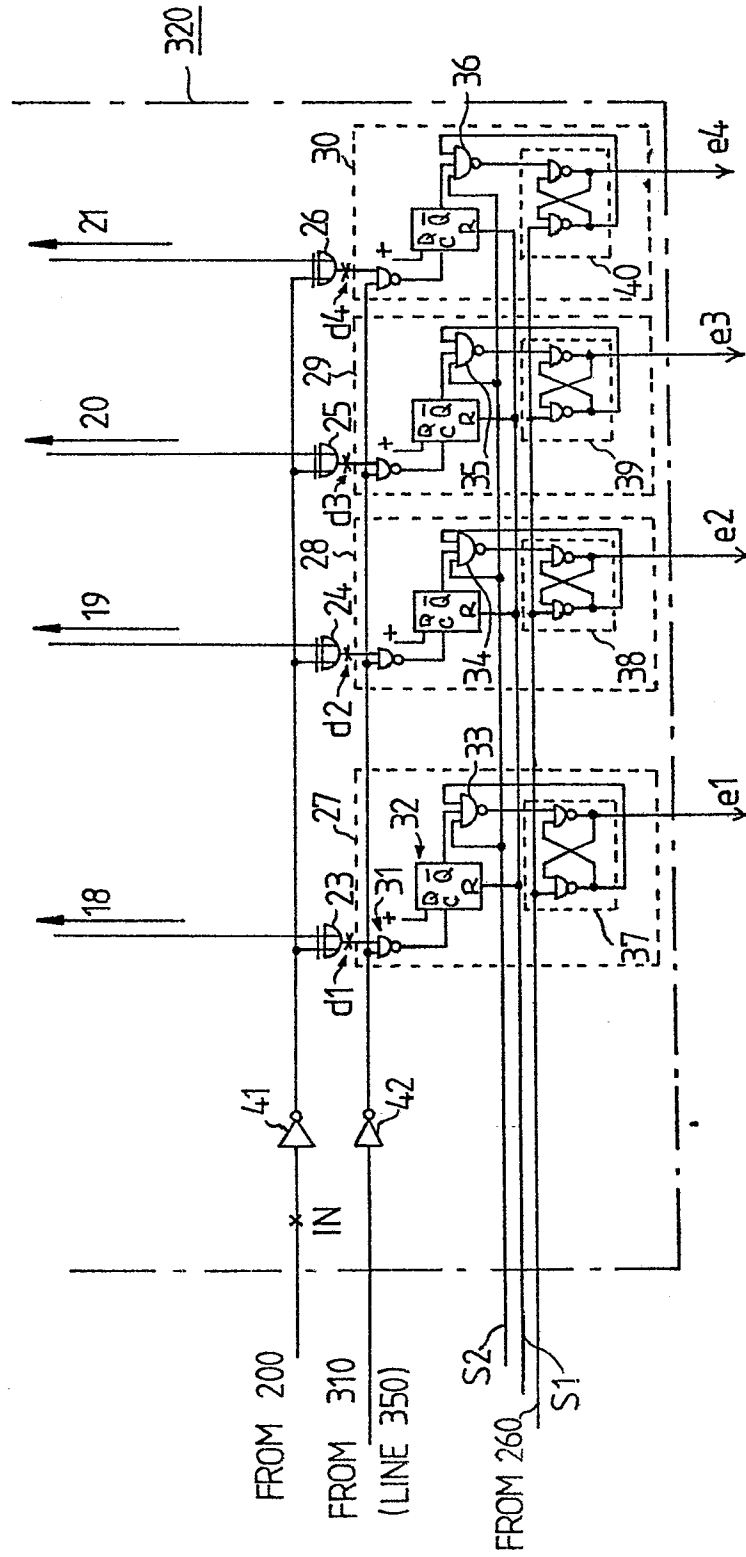 320
18
19
20
21
41
IN
FROM 200
23
24
25
26
d1
d2
d3
d4
27
28
29
30
42
FROM 310
(LINE 350)
31
32
33
34
35
36
+
+
+
+
D Q̄
C
R
D Q̄
C
R
D Q̄
C
R
D Q̄
C
R
S2
S1
FROM 260
37
38
39
40
e1
e2
e3
e4